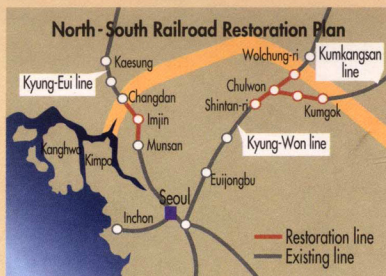 North-South Railroad Restoration Plan
Wolchung-ri
Kumkangsan
line
Kaesung
Kyung-Eui line
Chulwon
Changdan
Shintan-ri
Kumgok
Imjin
Kyung-Won line
Munsan
Kanghwa
Kimpa
Euijongbu
Seoul
Inchon
Restoration line
Existing line